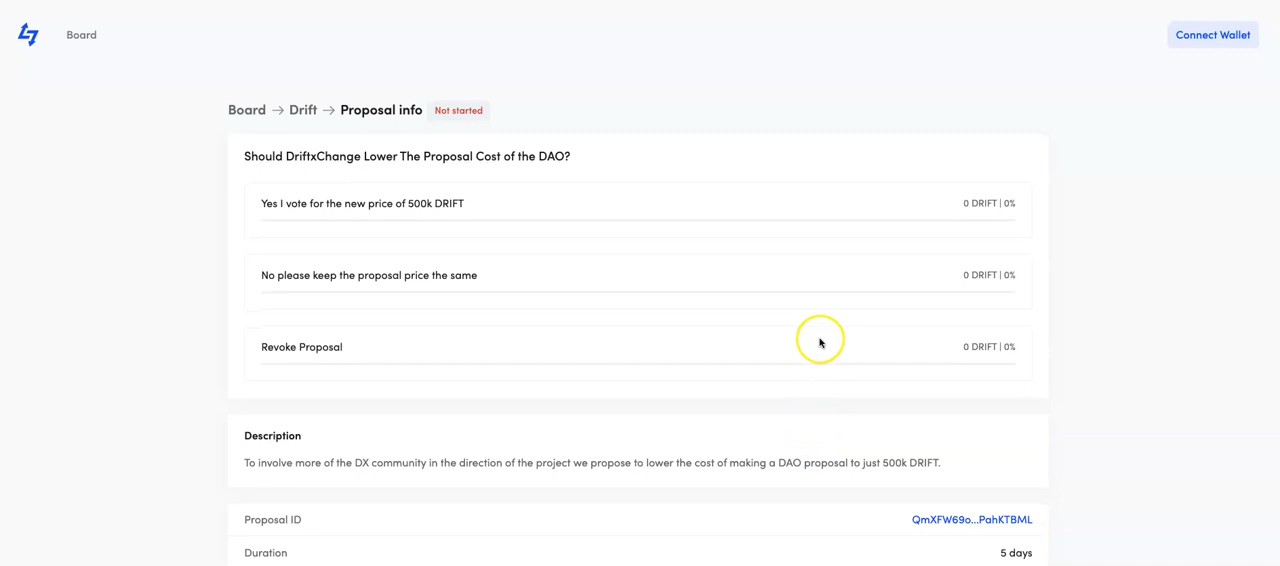 Board
Connect Wallet
Board → Drift → Proposal info Not started
Should DriftxChange Lower The Proposal Cost of the DAO?
Yes I vote for the new price of 500k DRIFT 0 DRIFT | 0%
No please keep the proposal price the same 0 DRIFT | 0%
Revoke Proposal 0 DRIFT | 0%
Description
To involve more of the DX community in the direction of the project we propose to lower the cost of making a DAO proposal to just 500k DRIFT.
Proposal ID QmXFW69o...PahKTBML
Duration 5 days